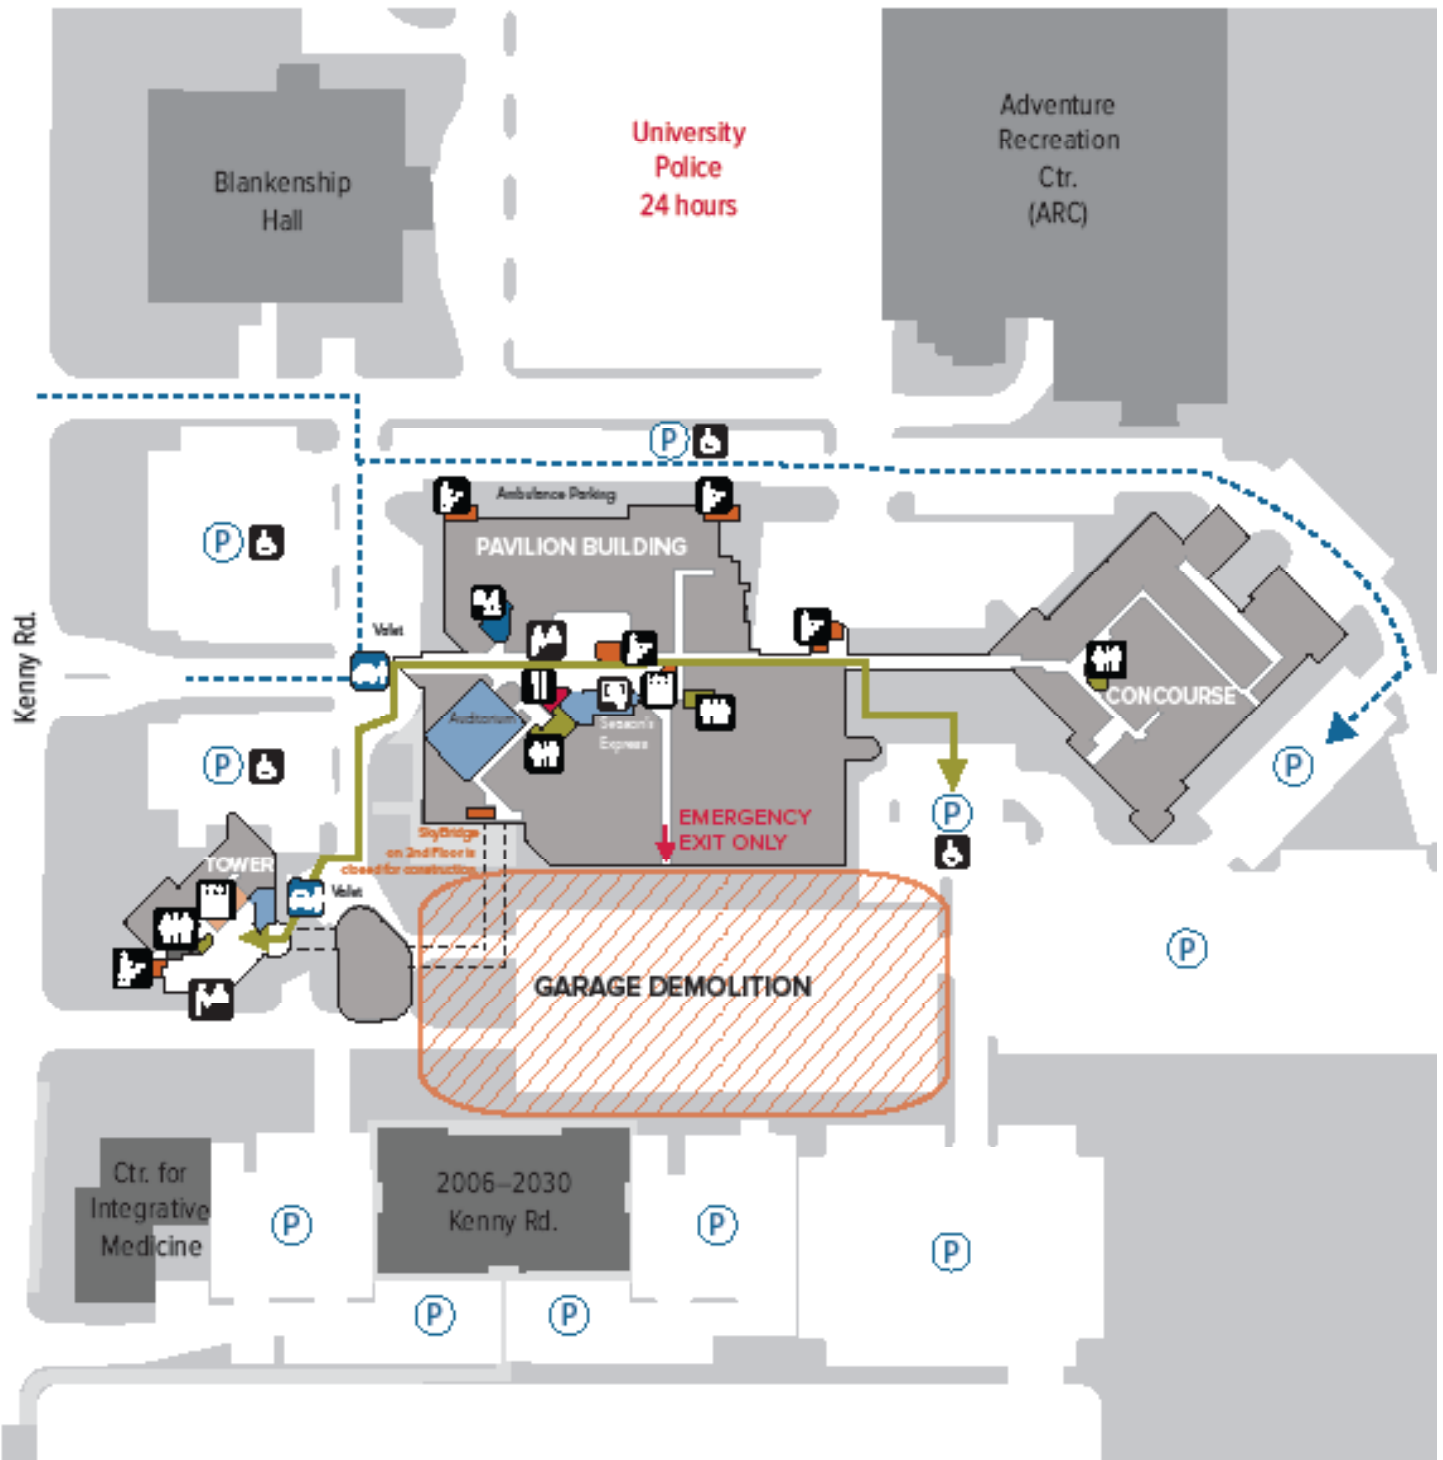 University
Police
24 hours
Adventure
Recreation
Ctr.
(ARC)
Blankenship
Hall
P
P
Ambulance Parking
PAVILION BUILDING
Kenny Rd.
Valet
CONCOURSE
Auditorium
Season's
Express
P
P
P
EMERGENCY
EXIT ONLY
SkyBridge
on 2nd Floor is
closed for construction
TOWER
Valet
P
GARAGE DEMOLITION
Ctr. for
Integrative
Medicine
2006–2030
Kenny Rd.
P
P
P
P
P